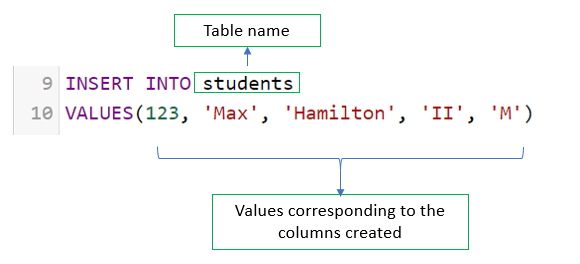 Table name
9 INSERT INTO students
10 VALUES(123, 'Max', 'Hamilton', 'II', 'M')
Values corresponding to the
columns created